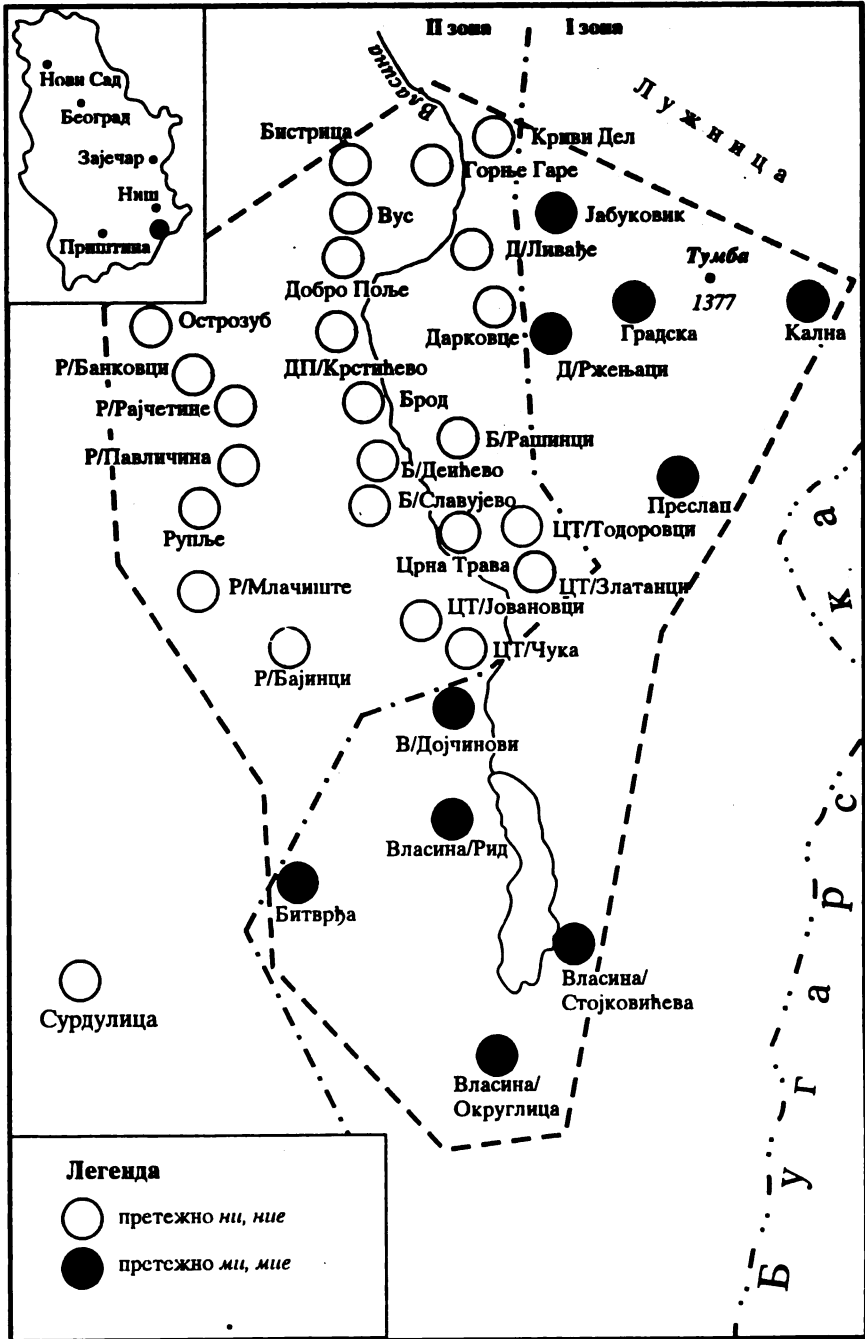 II зона
I зона
Нови Сад
Београд
Зајечар
Ниш
Приштина
Власина
Лужница
Бистрица
Криви Дел
Горње Гаре
Вус
Јабуковик
Д/Ливађе
Тумба
1377
Добро Поље
Острозуб
Дарковце
Градска
Кална
Р/Банковци
ДП/Крстићево
Д/Ржењаци
Р/Рајчетине
Брод
Б/Рашинци
Р/Павличина
Б/Деићево
Б/Славујево
Преслап
Рупље
ЦТ/Тодоровци
Црна Трава
Р/Млачиште
ЦТ/Златанци
ЦТ/Јовановци
ЦТ/Чука
Р/Бајинци
В/Дојчинови
Власина/Рид
Битврђа
Власина/
Стојковићева
Сурдулица
Власина/
Округлица
Бугарска
Легенда
претежно ни, ние
претежно ми, мие